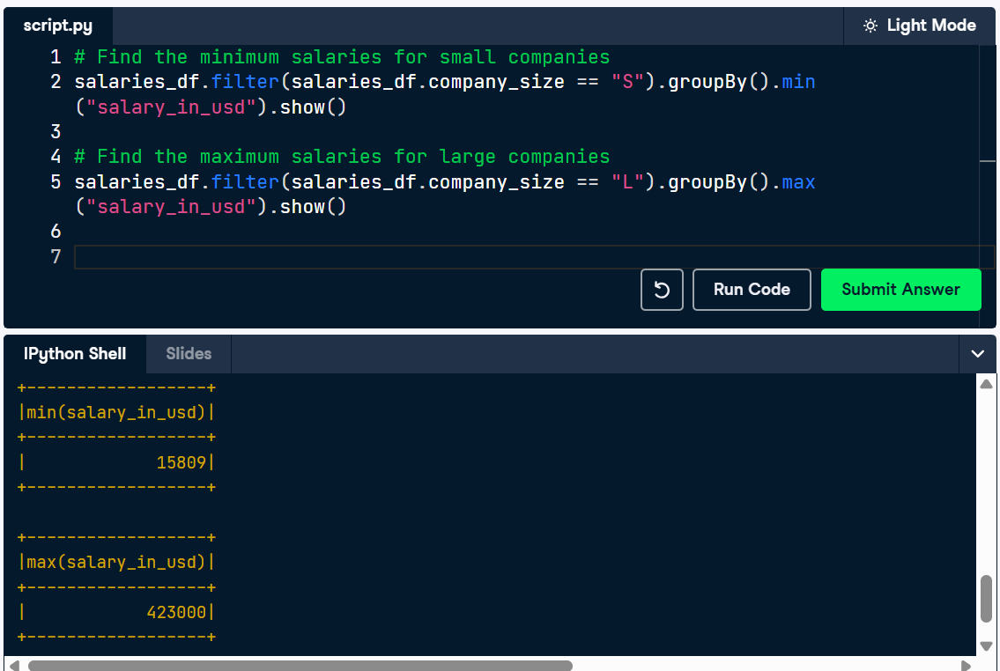 script.py
Light Mode
1 # Find the minimum salaries for small companies
2 salaries_df.filter(salaries_df.company_size == "S").groupBy().min
("salary_in_usd").show()
3
4 # Find the maximum salaries for large companies
5 salaries_df.filter(salaries_df.company_size == "L").groupBy().max
("salary_in_usd").show()
6
7
Run Code
Submit Answer
IPython Shell
Slides
+------------------+
|min(salary_in_usd)|
+------------------+
|             15809|
+------------------+
+------------------+
|max(salary_in_usd)|
+------------------+
|            423000|
+------------------+